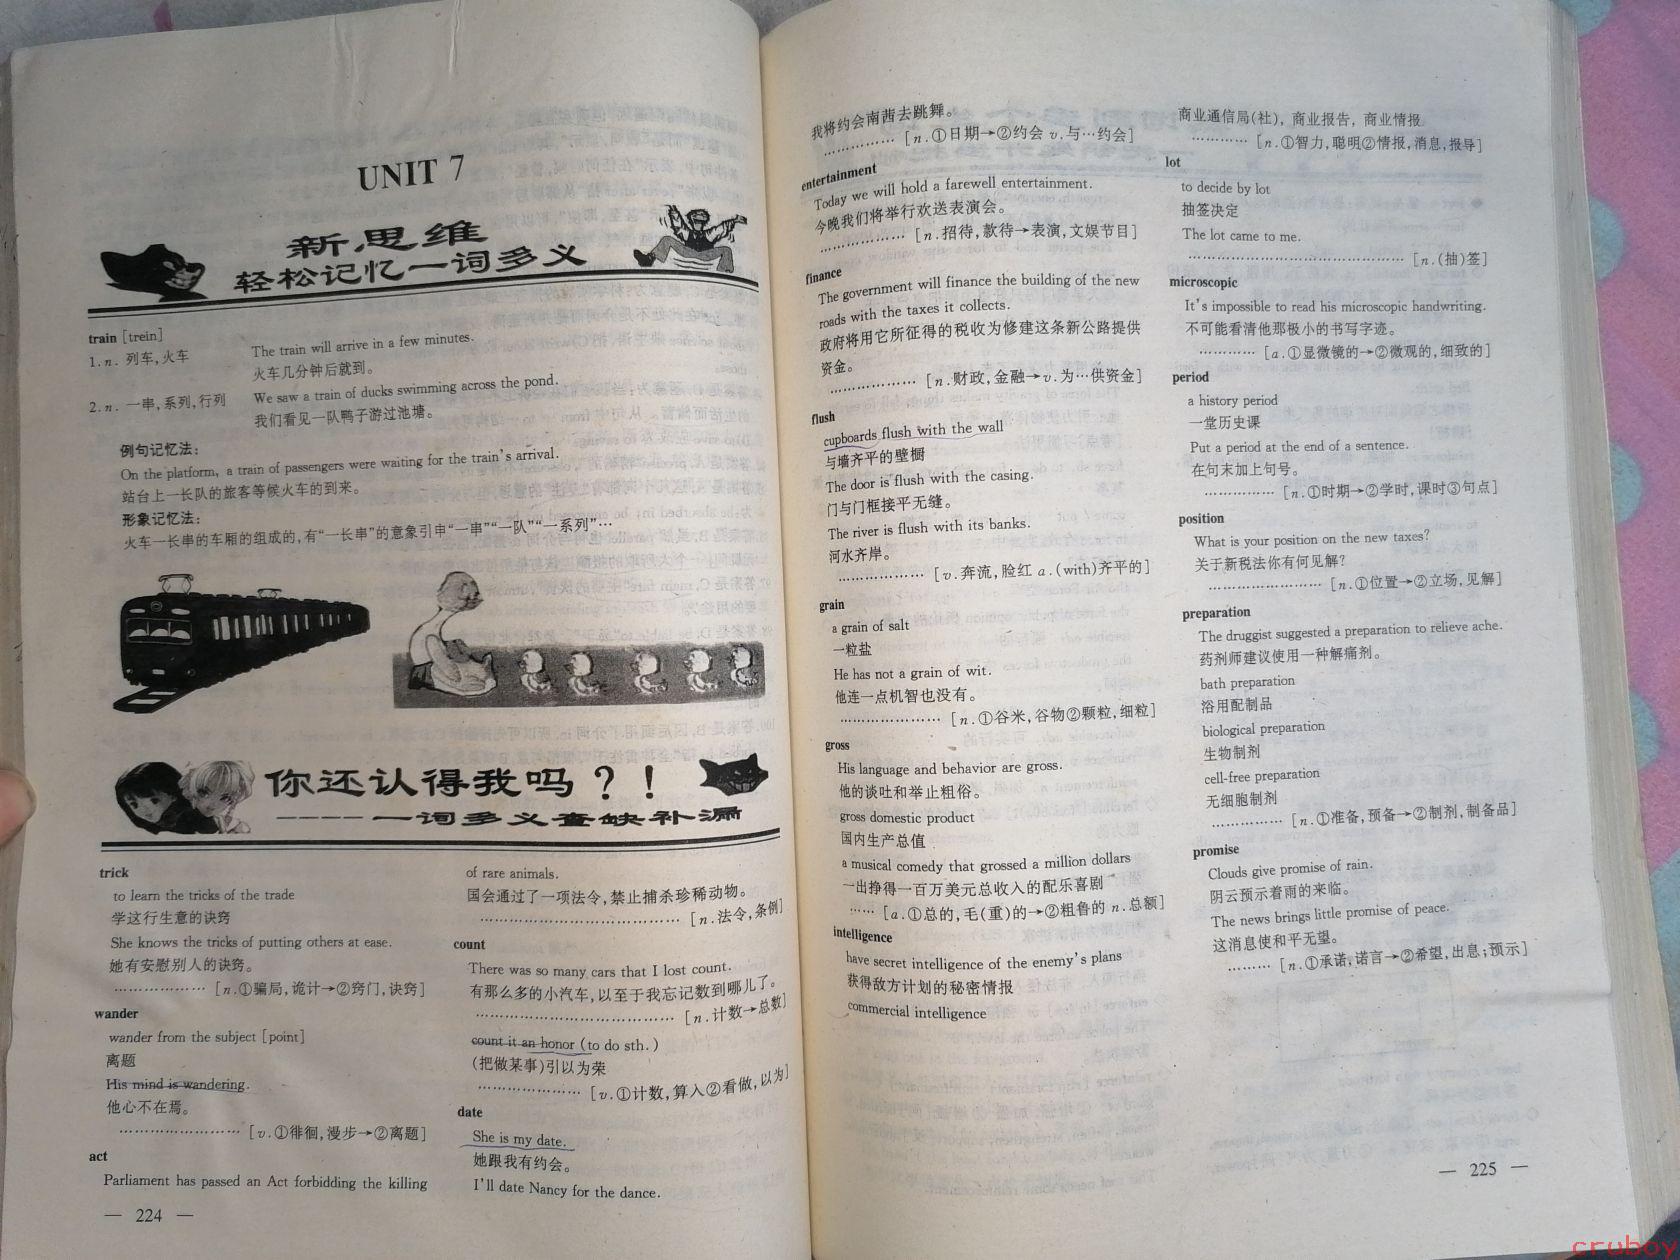 UNIT 7
新思维
轻松记忆一词多义
train [trein]
1. n. 列车,火车
The train will arrive in a few minutes.
火车几分钟后就到。
2. n. 一串,系列,行列
We saw a train of ducks swimming across the pond.
我们看见一队鸭子游过池塘。
例句记忆法:
On the platform, a train of passengers were waiting for the train's arrival.
站台上一长队的旅客等候火车的到来。
形象记忆法:
火车一长串的车厢的组成的,有“一长串”的意象引申“一串”“一队”“一系列”…
你还认得我吗?!
----一词多义查缺补漏
trick
to learn the tricks of the trade
学这行生意的诀窍
She knows the tricks of putting others at ease.
她有安慰别人的诀窍。
………………[n.①骗局,诡计→②窍门,诀窍]
wander
wander from the subject [point]
离题
His mind is wandering.
他心不在焉。
……………………[v.①徘徊,漫步→②离题]
act
Parliament has passed an Act forbidding the killing
— 224 —
of rare animals.
国会通过了一项法令,禁止捕杀珍稀动物。
…………………………………[n.法令,条例]
count
There was so many cars that I lost count.
有那么多的小汽车,以至于我忘记数到哪儿了。
…………………………………[n.计数→总数]
count it an honor (to do sth.)
(把做某事)引以为荣
…………………[v.①计数,算入②看做,以为]
date
She is my date.
她跟我有约会。
I'll date Nancy for the dance.
我将约会南茜去跳舞。
……………[n.①日期→②约会 v.与…约会]
entertainment
Today we will hold a farewell entertainment.
今晚我们将举行欢送表演会。
………………[n.招待,款待→表演,文娱节目]
finance
The government will finance the building of the new
roads with the taxes it collects.
政府将用它所征得的税收为修建这条新公路提供
资金。
………………[n.财政,金融→v.为…供资金]
flush
cupboards flush with the wall
与墙齐平的壁橱
The door is flush with the casing.
门与门框接平无缝。
The river is flush with its banks.
河水齐岸。
………………[v.奔流,脸红 a.(with)齐平的]
grain
a grain of salt
一粒盐
He has not a grain of wit.
他连一点机智也没有。
…………………[n.①谷米,谷物②颗粒,细粒]
gross
His language and behavior are gross.
他的谈吐和举止粗俗。
gross domestic product
国内生产总值
a musical comedy that grossed a million dollars
一出挣得一百万美元总收入的配乐喜剧
……[a.①总的,毛(重)的→②粗鲁的 n.总额]
intelligence
have secret intelligence of the enemy's plans
获得敌方计划的秘密情报
commercial intelligence
商业通信局(社), 商业报告, 商业情报
…………[n.①智力,聪明②情报,消息,报导]
lot
to decide by lot
抽签决定
The lot came to me.
………………………………………[n.(抽)签]
microscopic
It's impossible to read his microscopic handwriting.
不可能看清他那极小的书写字迹。
…………[a.①显微镜的→②微观的,细致的]
period
a history period
一堂历史课
Put a period at the end of a sentence.
在句末加上句号。
……………[n.①时期→②学时,课时③句点]
position
What is your position on the new taxes?
关于新税法你有何见解?
……………………[n.①位置→②立场,见解]
preparation
The druggist suggested a preparation to relieve ache.
药剂师建议使用一种解痛剂。
bath preparation
浴用配制品
biological preparation
生物制剂
cell-free preparation
无细胞制剂
……………[n.①准备,预备→②制剂,制备品]
promise
Clouds give promise of rain.
阴云预示着雨的来临。
The news brings little promise of peace.
这消息使和平无望。
………[n.①承诺,诺言→②希望,出息;预示]
— 225 —
cruboy